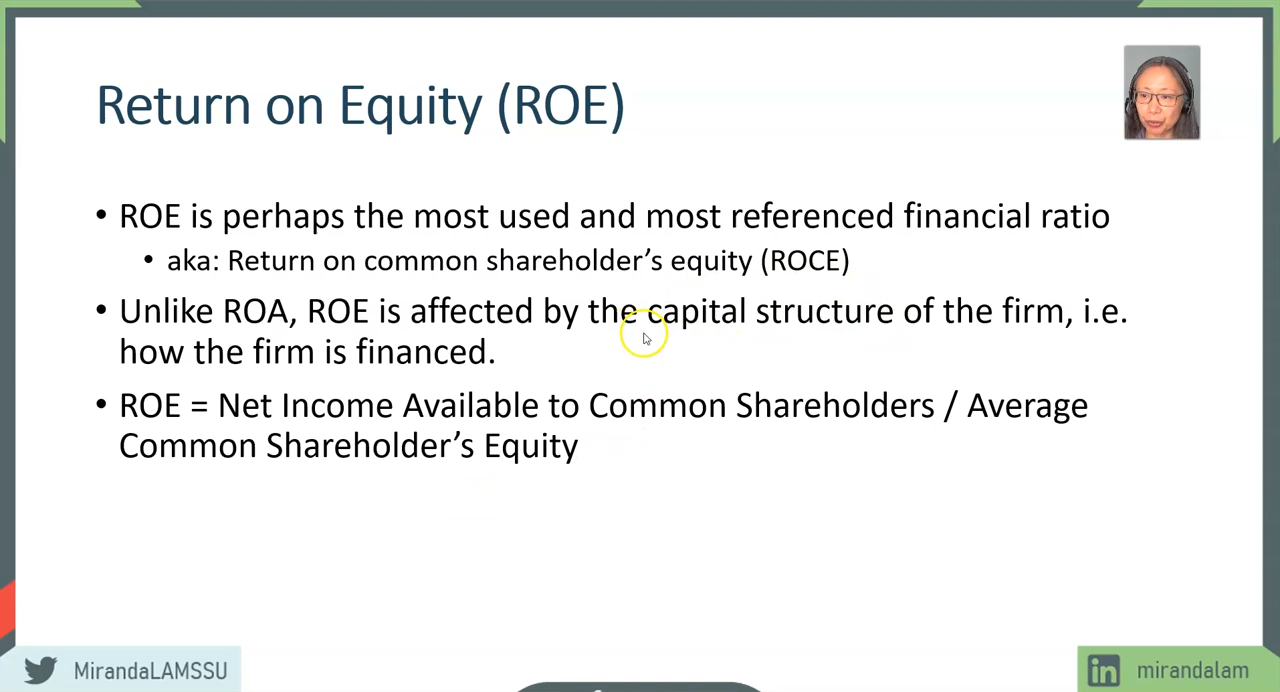 Return on Equity (ROE)
• ROE is perhaps the most used and most referenced financial ratio
• aka: Return on common shareholder’s equity (ROCE)
• Unlike ROA, ROE is affected by the capital structure of the firm, i.e.
how the firm is financed.
• ROE = Net Income Available to Common Shareholders / Average
Common Shareholder’s Equity
MirandaLAMSSU
in mirandalam